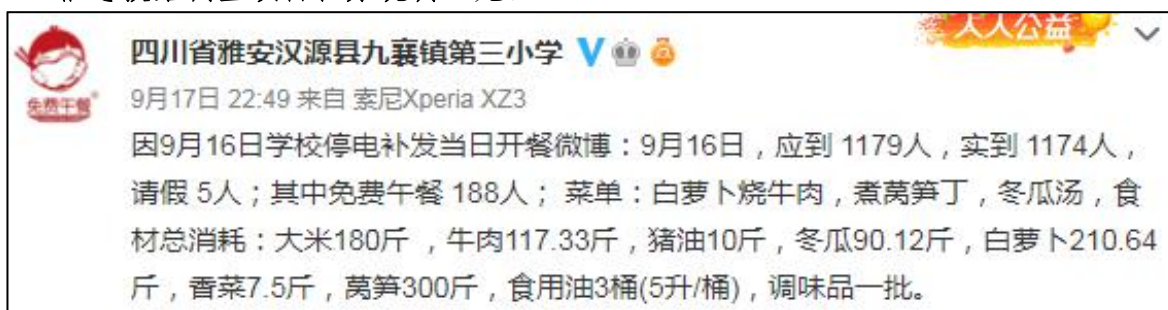 四川省雅安汉源县九襄镇第三小学 V
大人公益
9月17日 22:49 来自 索尼Xperia XZ3
免费午餐
因9月16日学校停电补发当日开餐微博：9月16日，应到 1179人，实到 1174人，
请假 5人；其中免费午餐 188人； 菜单：白萝卜烧牛肉，煮莴笋丁，冬瓜汤，食
材总消耗：大米180斤 ，牛肉117.33斤，猪油10斤，冬瓜90.12斤，白萝卜210.64
斤，香菜7.5斤，莴笋300斤，食用油3桶(5升/桶)，调味品一批。